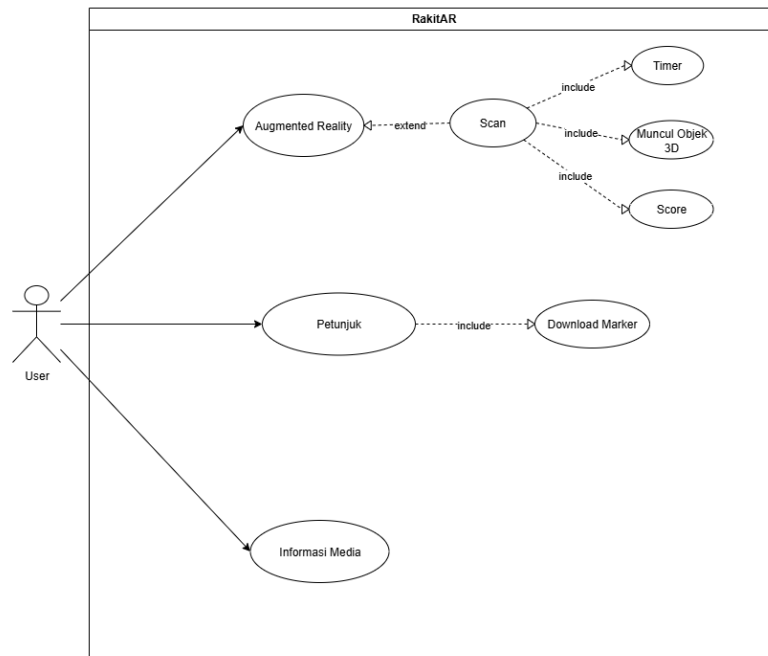 RakitAR
Timer
include
Augmented Reality
extend
Scan
include
Muncul Objek
3D
include
Score
Petunjuk
include
Download Marker
User
Informasi Media